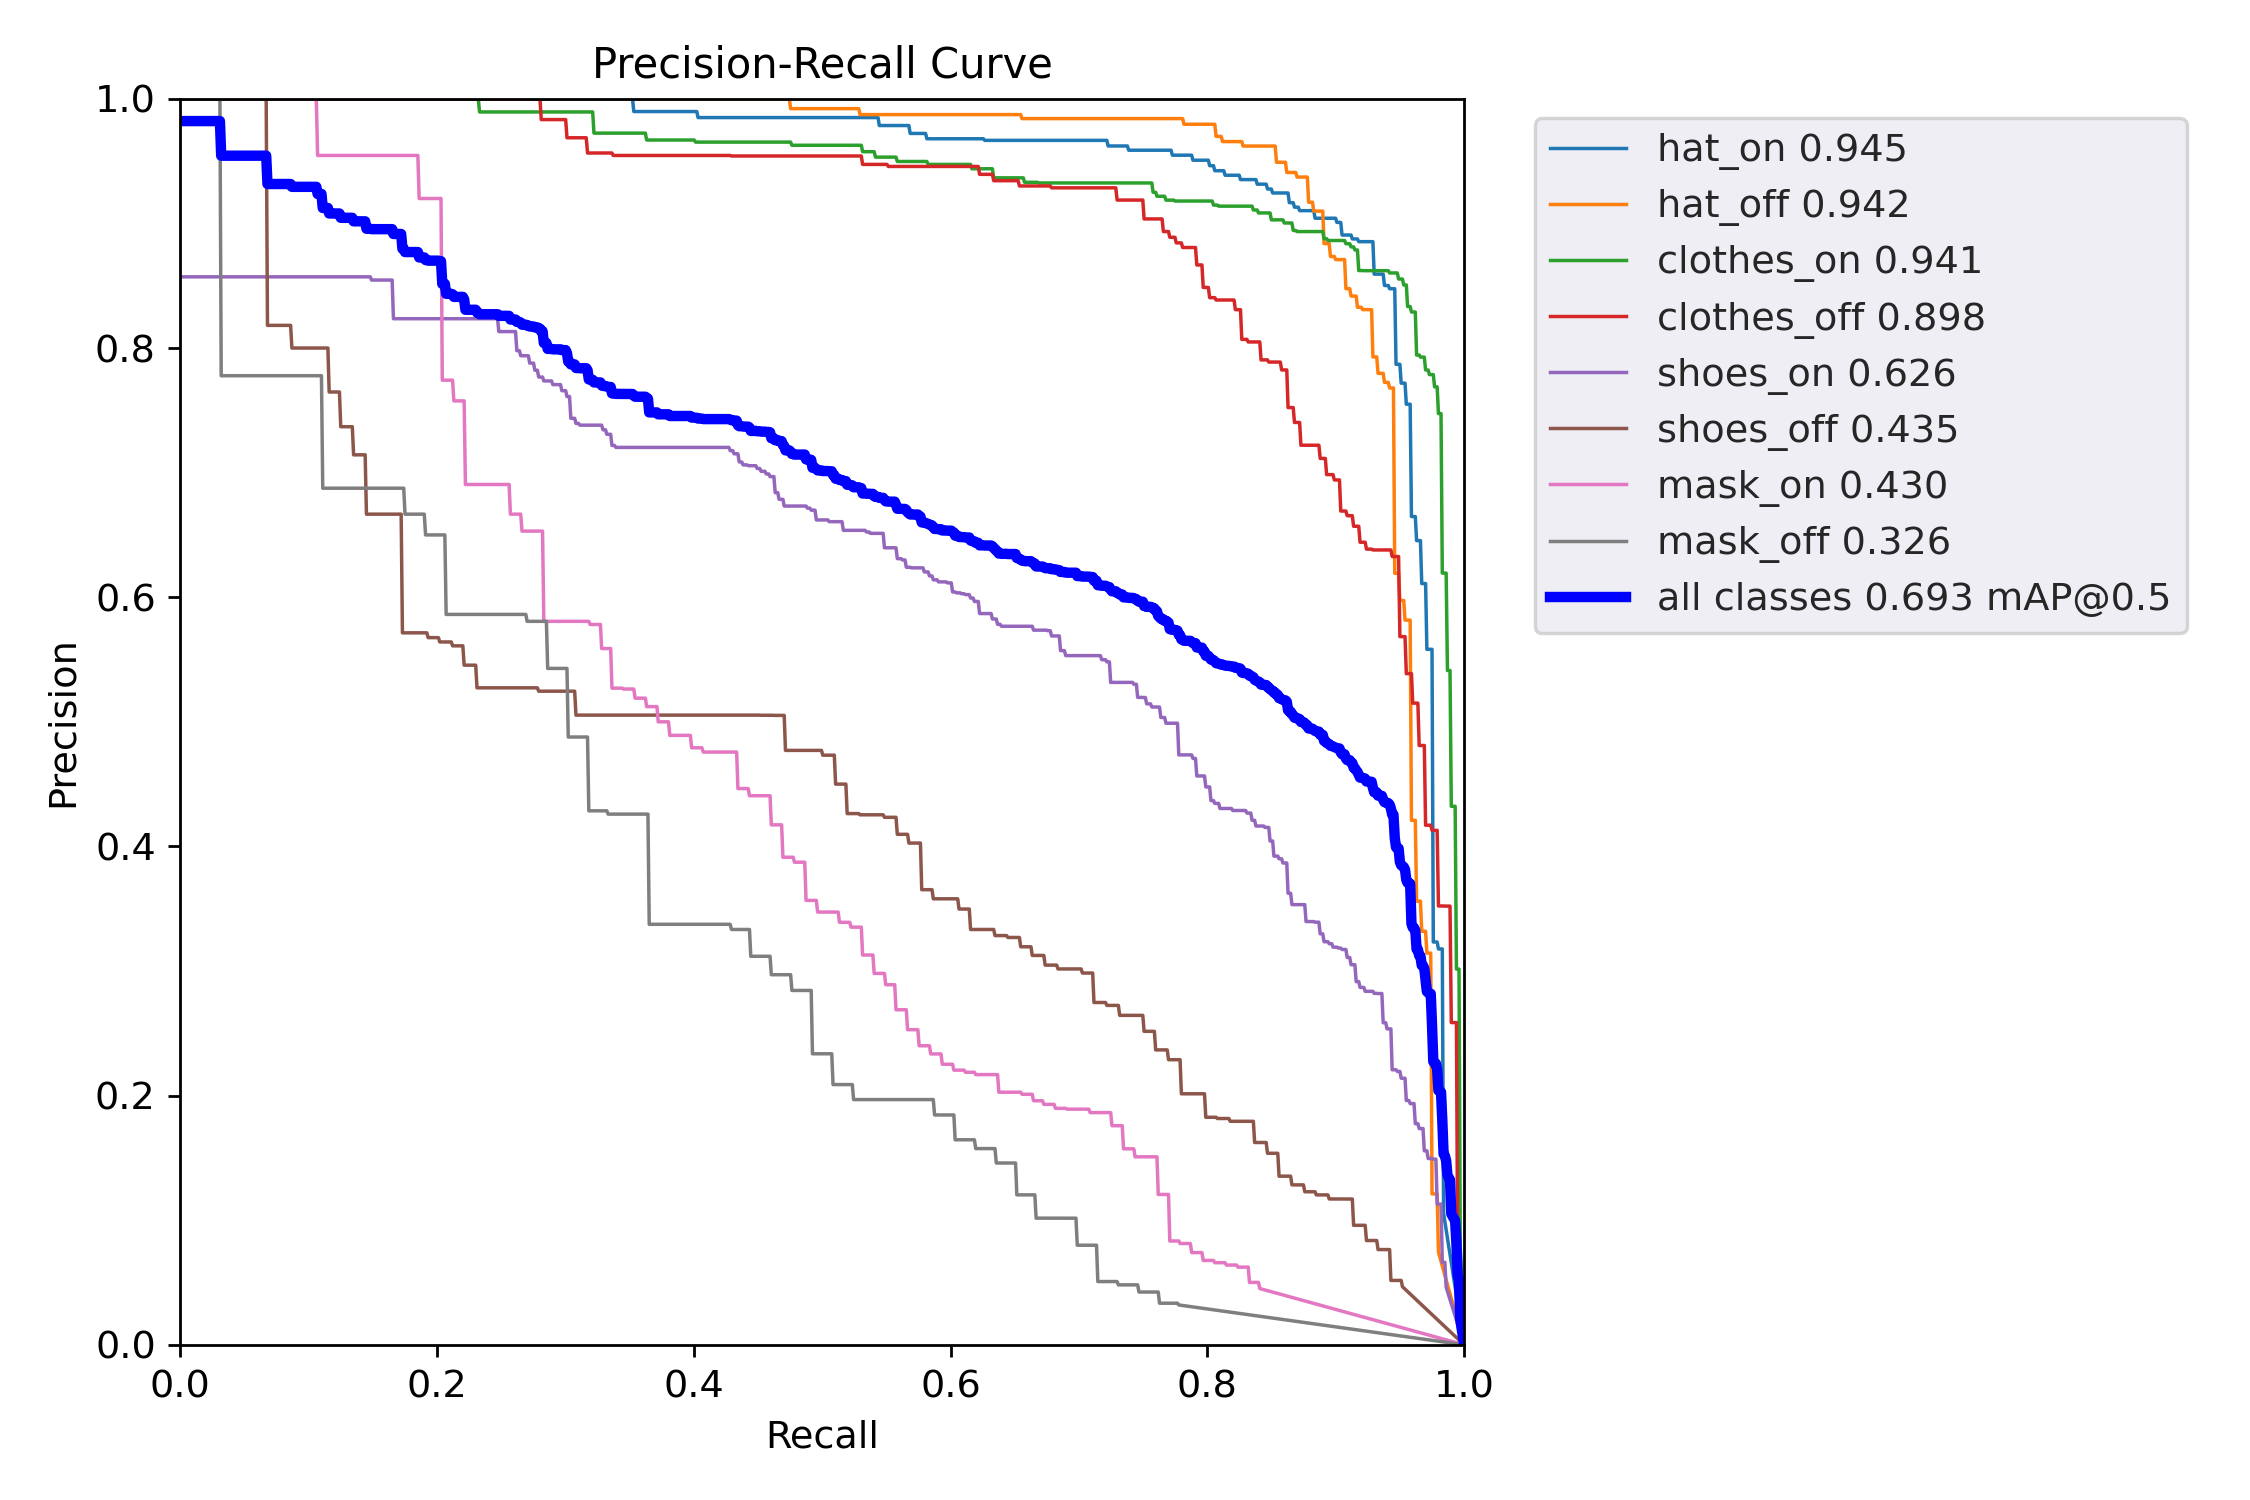 Precision-Recall Curve
1.0
0.8
0.6
0.4
0.2
0.0
Precision
0.0 0.2 0.4 0.6 0.8 1.0
Recall
hat_on 0.945
hat_off 0.942
clothes_on 0.941
clothes_off 0.898
shoes_on 0.626
shoes_off 0.435
mask_on 0.430
mask_off 0.326
all classes 0.693 mAP@0.5